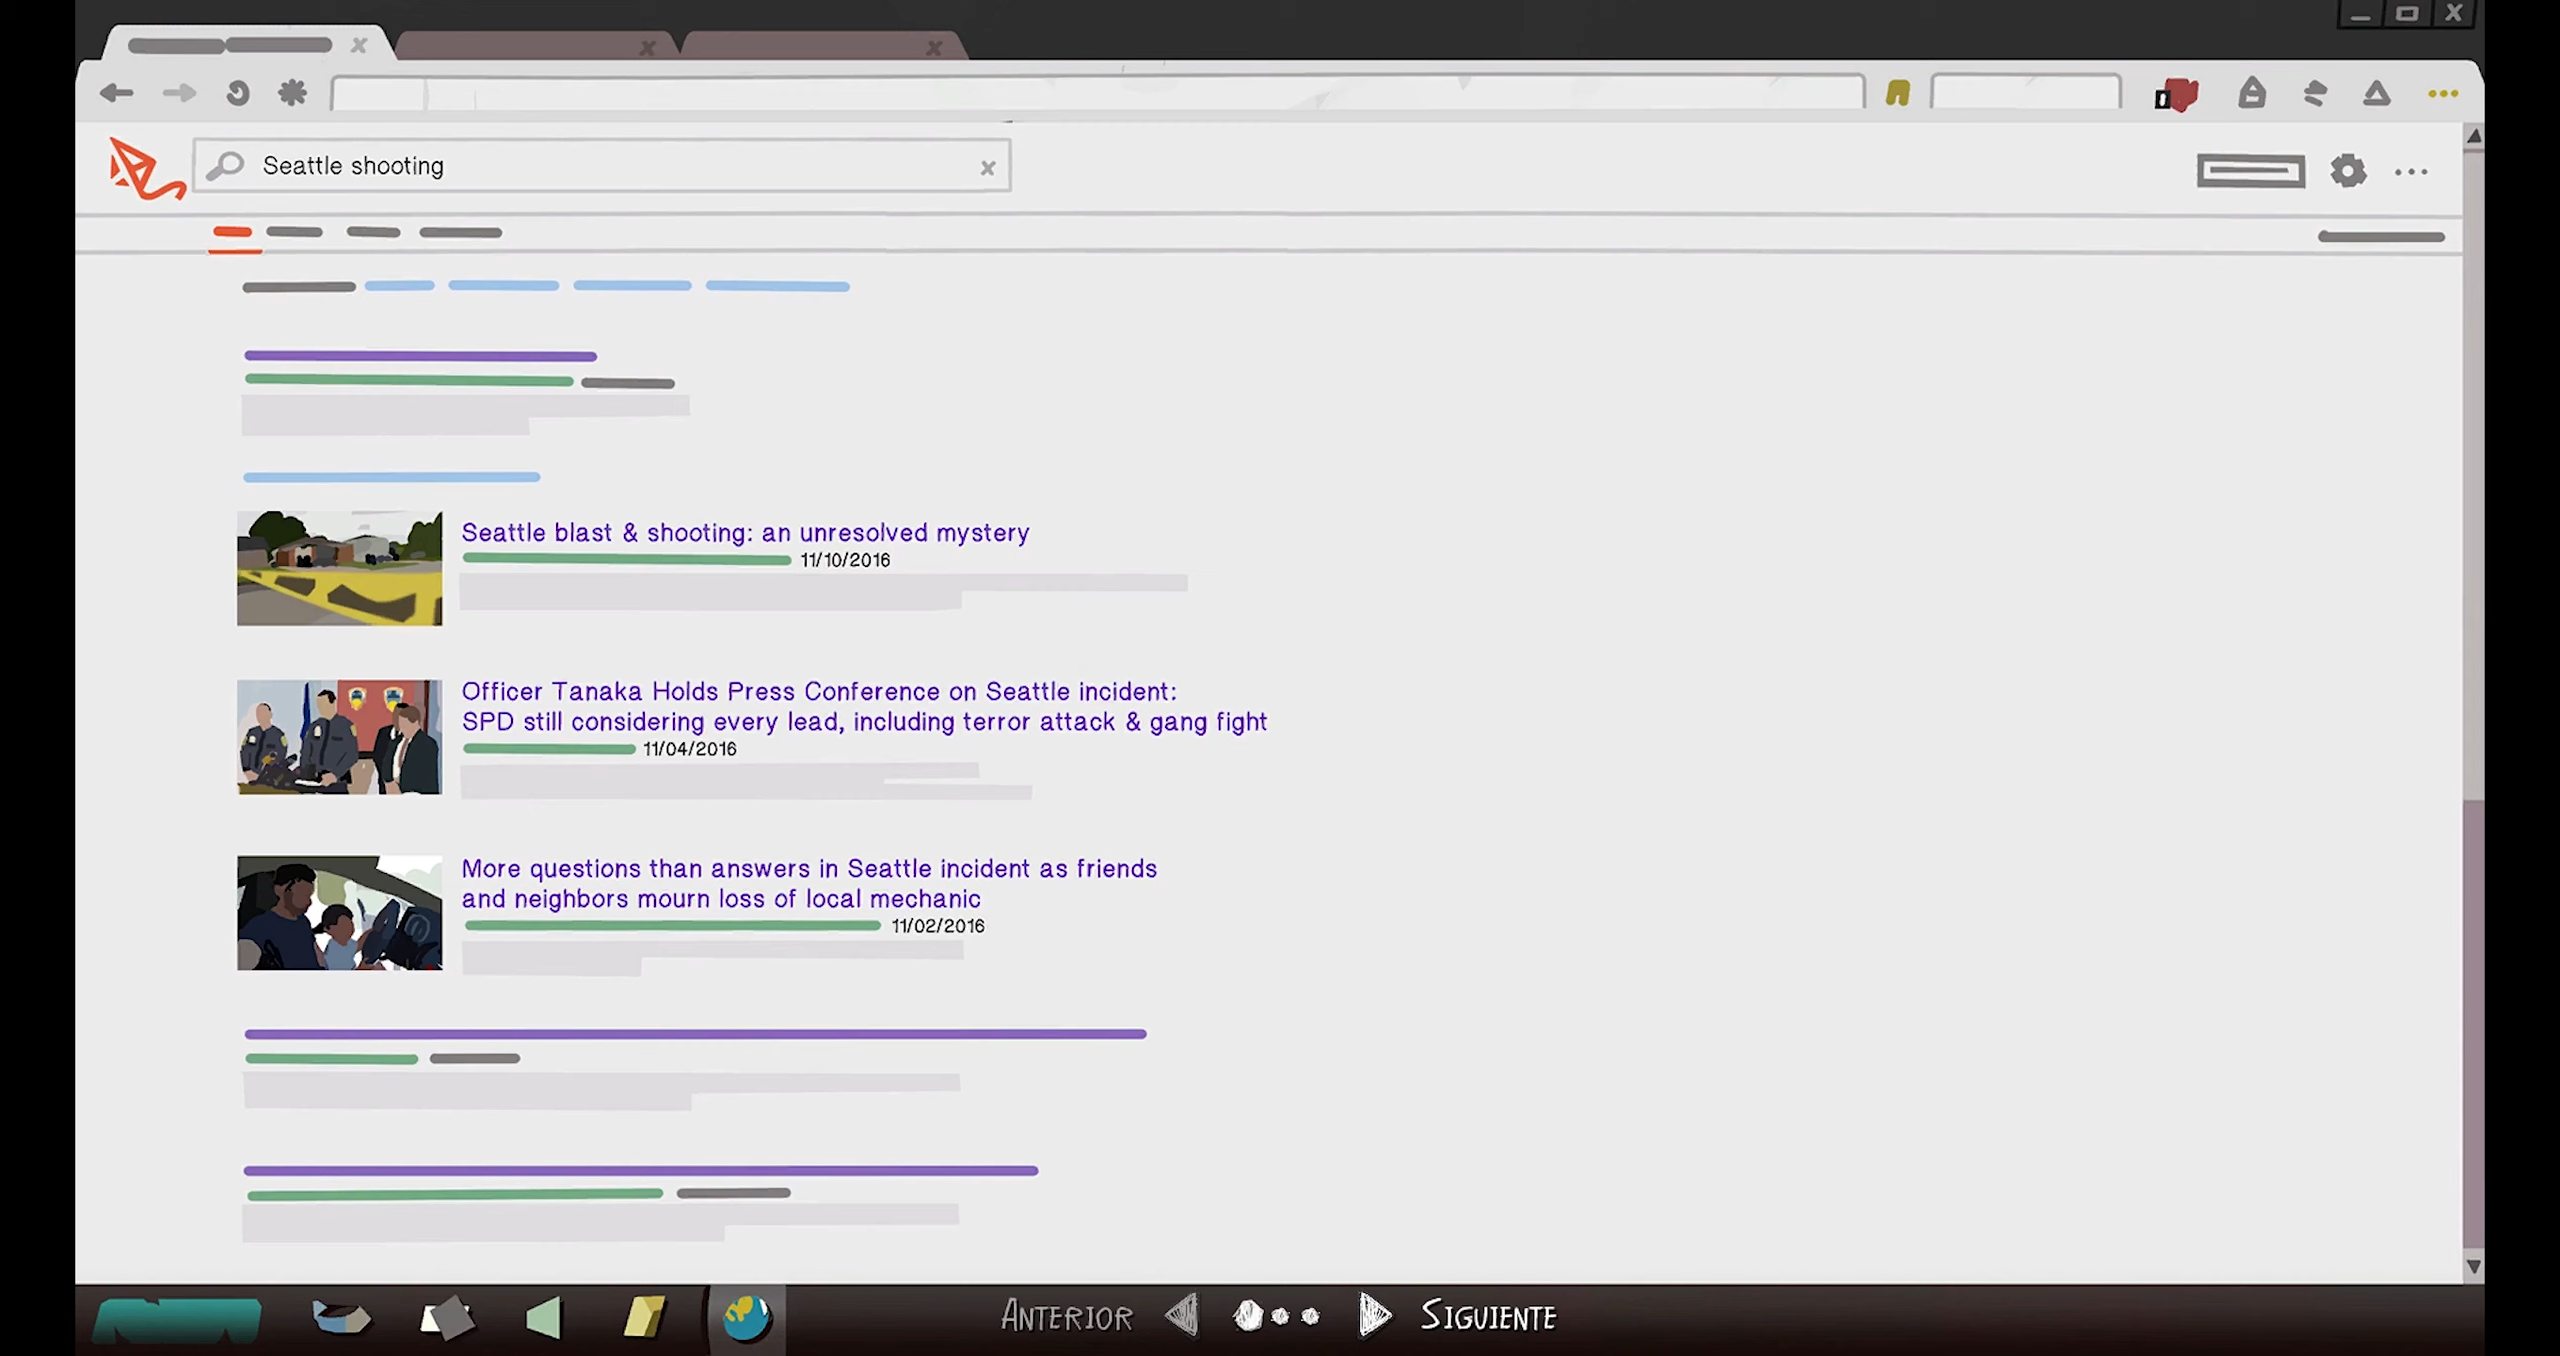 Seattle shooting
Seattle blast & shooting: an unresolved mystery
11/10/2016
Officer Tanaka Holds Press Conference on Seattle incident:
SPD still considering every lead, including terror attack & gang fight
11/04/2016
More questions than answers in Seattle incident as friends
and neighbors mourn loss of local mechanic
11/02/2016
ANTERIOR
SIGUIENTE